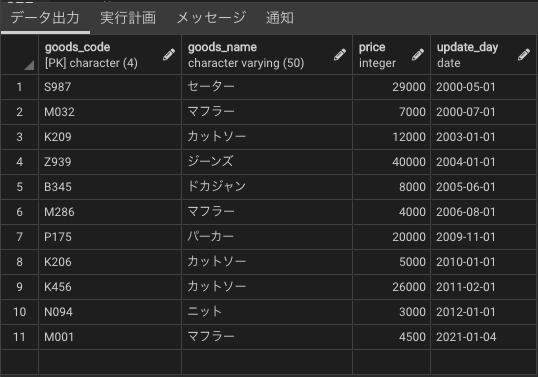 データ出力 実行計画 メッセージ 通知
goods_code goods_name price update_day
[PK] character (4) character varying (50) integer date
1 S987 セーター 29000 2000-05-01
2 M032 マフラー 7000 2000-07-01
3 K209 カットソー 12000 2003-01-01
4 Z939 ジーンズ 40000 2004-01-01
5 B345 ドカジャン 8000 2005-06-01
6 M286 マフラー 4000 2006-08-01
7 P175 パーカー 20000 2009-11-01
8 K206 カットソー 5000 2010-01-01
9 K456 カットソー 26000 2011-02-01
10 N094 ニット 3000 2012-01-01
11 M001 マフラー 4500 2021-01-04